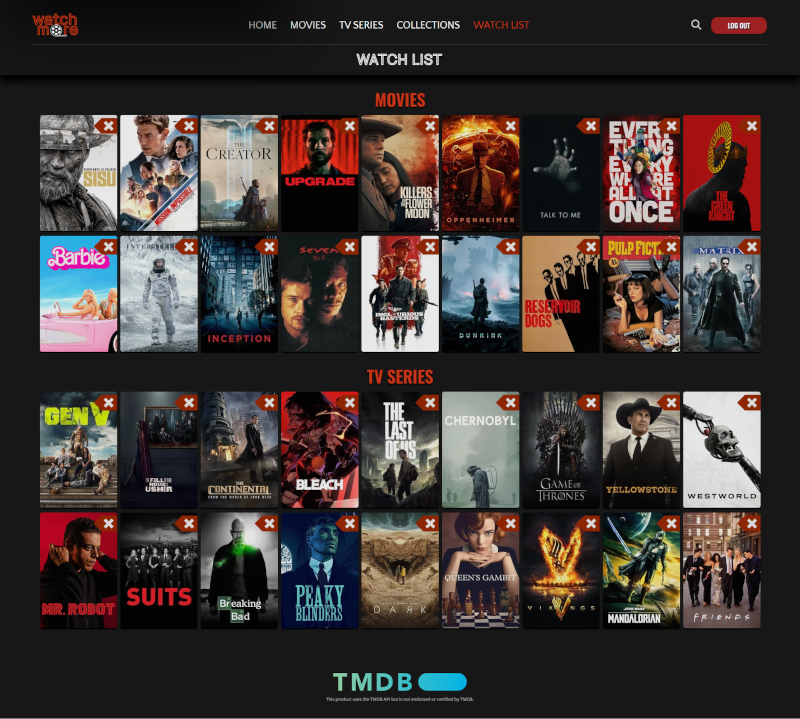 watch more
HOME MOVIES TV SERIES COLLECTIONS WATCH LIST LOG OUT
WATCH LIST
MOVIES
SISU
MISSION: IMPOSSIBLE
THE CREATOR
UPGRADE
KILLERS OF THE FLOWER MOON
OPPENHEIMER
TALK TO ME
EVERYTHING EVERYWHERE ALL AT ONCE
THE GREEN KNIGHT
Barbie
INCEPTION
seven
INGLOURIOUS BASTERDS
DUNKIRK
RESERVOIR DOGS
PULP FICT
MATRIX
TV SERIES
GEN V
THE FALL OF THE HOUSE OF USHER
THE CONTINENTAL
FROM THE WORLD OF JOHN WICK
BLEACH
THE LAST OF US
CHERNOBYL
GAME OF THRONES
YELLOWSTONE
WESTWORLD
MR. ROBOT
SUITS
Breaking Bad
PEAKY BLINDERS
DARK
QUEEN'S GAMBIT
VIKINGS
STAR WARS
MANDALORIAN
FRIENDS
TMDB
This product uses the TMDB API but is not endorsed or certified by TMDB.